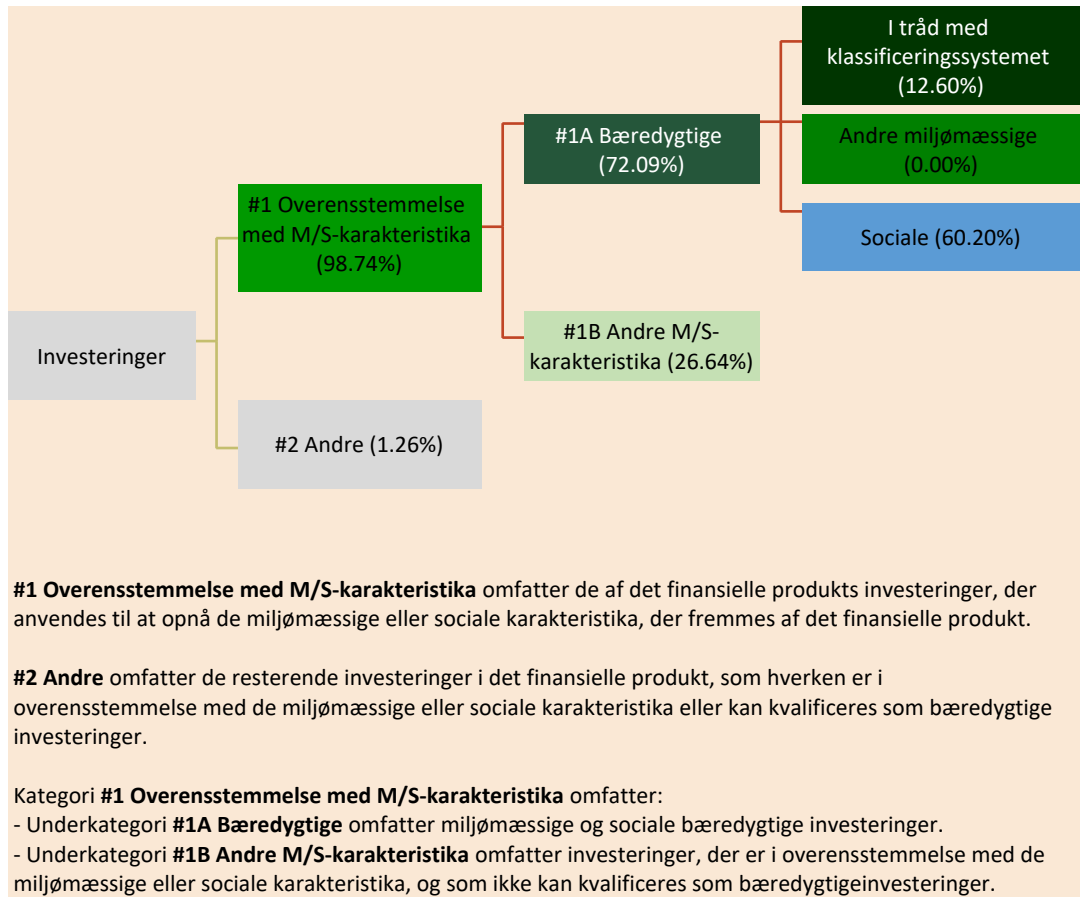 I tråd med
klassificeringssystemet
(12.60%)
#1A Bæredygtige
(72.09%)
Andre miljømæssige
(0.00%)
#1 Overensstemmelse
med M/S-karakteristika
(98.74%)
Sociale (60.20%)
Investeringer
#1B Andre M/S-
karakteristika (26.64%)
#2 Andre (1.26%)
#1 Overensstemmelse med M/S-karakteristika omfatter de af det finansielle produkts investeringer, der
anvendes til at opnå de miljømæssige eller sociale karakteristika, der fremmes af det finansielle produkt.
#2 Andre omfatter de resterende investeringer i det finansielle produkt, som hverken er i
overensstemmelse med de miljømæssige eller sociale karakteristika eller kan kvalificeres som bæredygtige
investeringer.
Kategori #1 Overensstemmelse med M/S-karakteristika omfatter:
- Underkategori #1A Bæredygtige omfatter miljømæssige og sociale bæredygtige investeringer.
- Underkategori #1B Andre M/S-karakteristika omfatter investeringer, der er i overensstemmelse med de
miljømæssige eller sociale karakteristika, og som ikke kan kvalificeres som bæredygtigeinvesteringer.